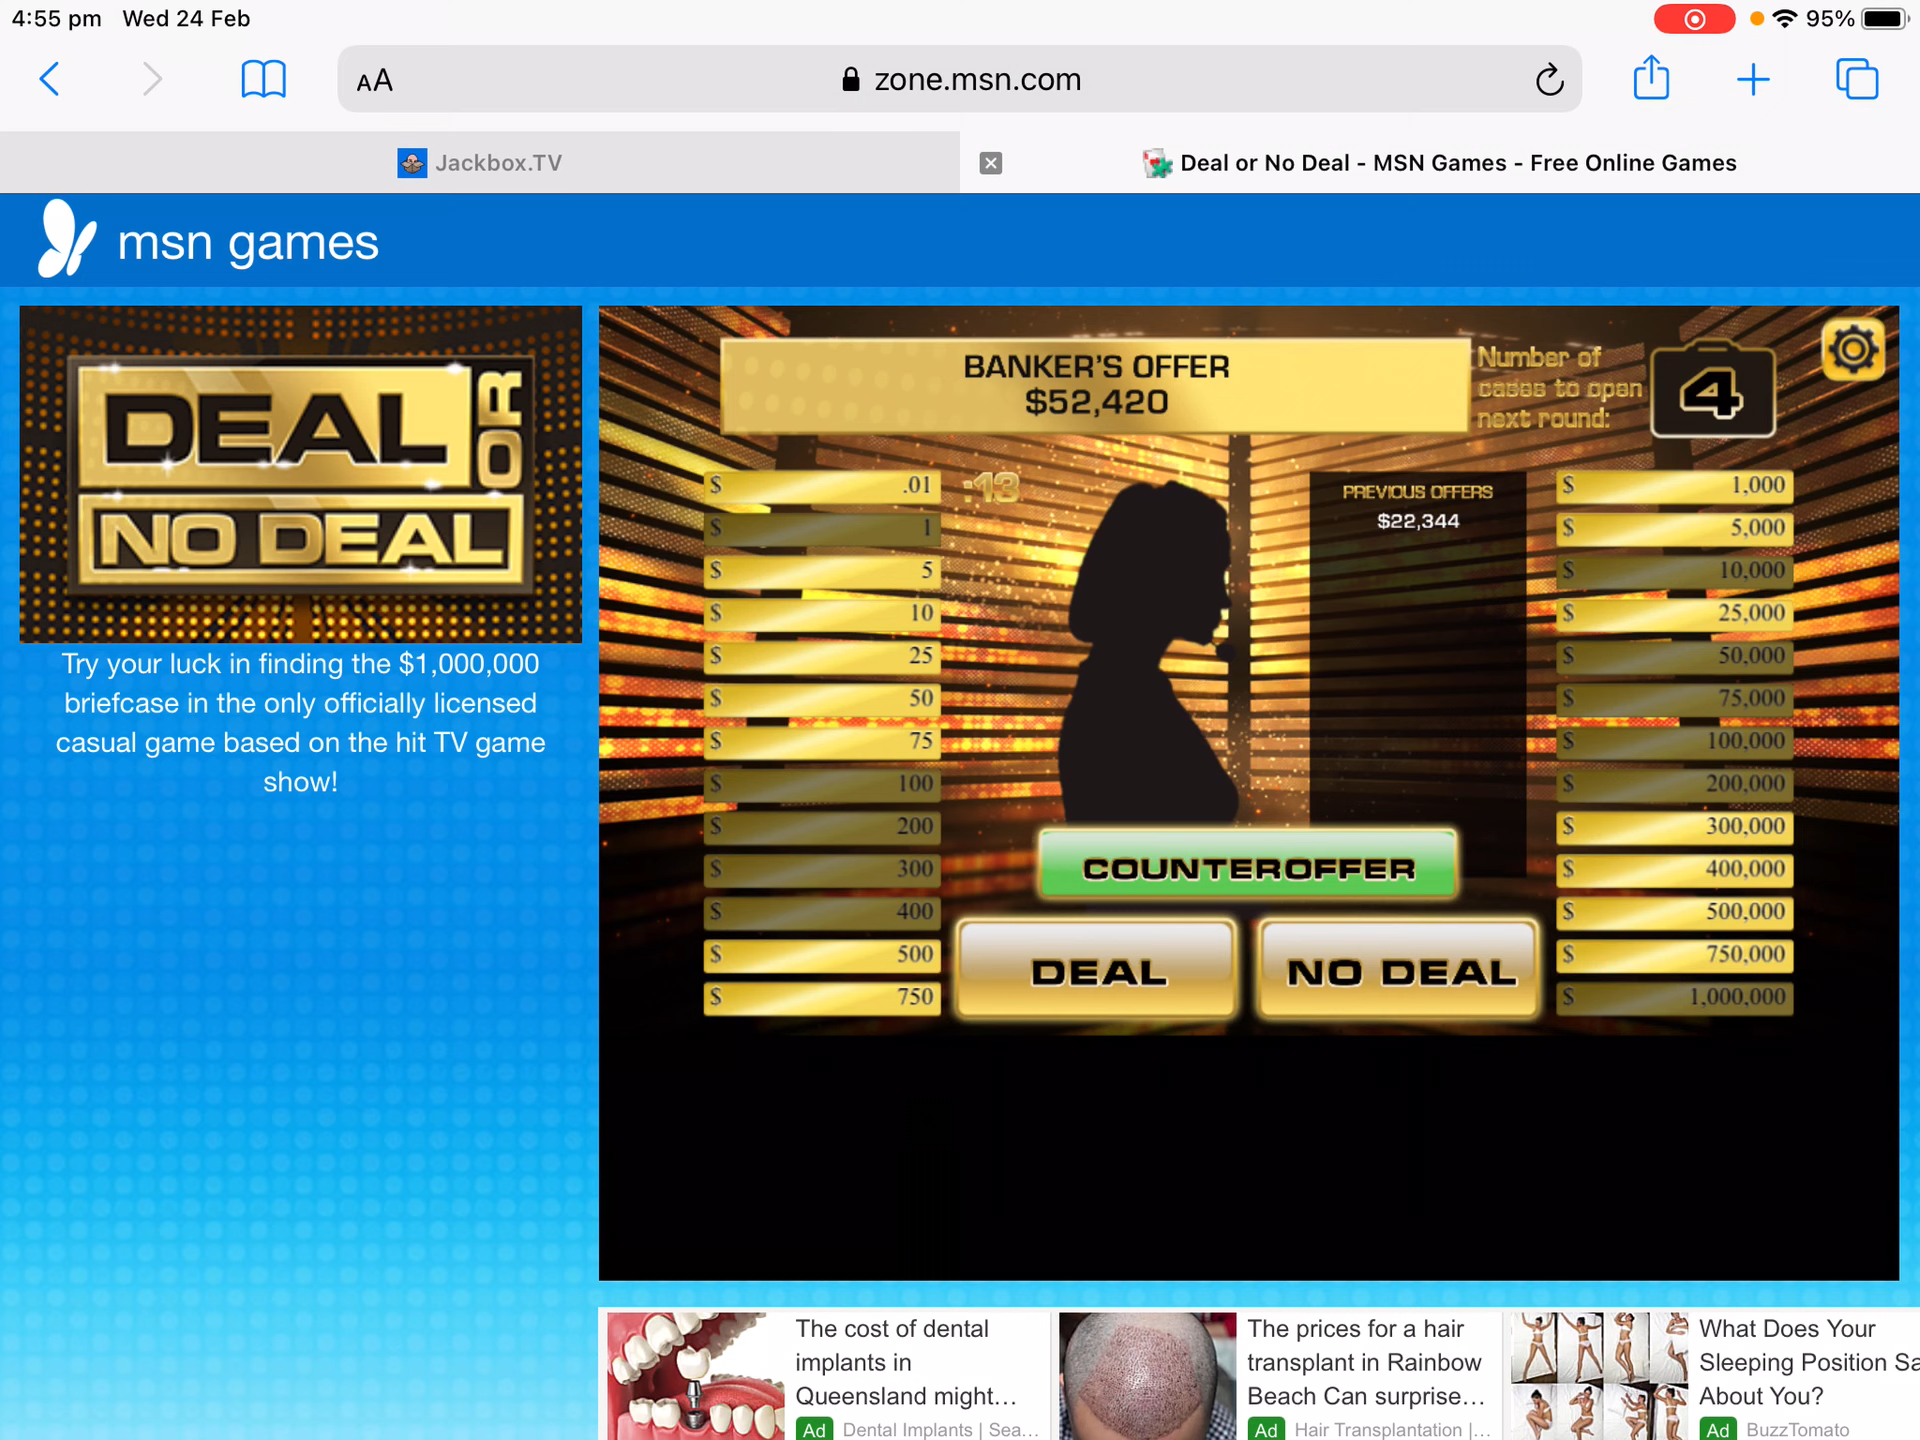 4:55 pm Wed 24 Feb
95%
AA
zone.msn.com
Jackbox.TV
Deal or No Deal - MSN Games - Free Online Games
msn games
DEAL
OR
NO DEAL
Try your luck in finding the $1,000,000
briefcase in the only officially licensed
casual game based on the hit TV game
show!
BANKER'S OFFER
$52,420
Number of
cases to open
next round:
4
:13
$ .01
$ 1
$ 5
$ 10
$ 25
$ 50
$ 75
$ 100
$ 200
$ 300
$ 400
$ 500
$ 750
PREVIOUS OFFERS
$22,344
$ 1,000
$ 5,000
$ 10,000
$ 25,000
$ 50,000
$ 75,000
$ 100,000
$ 200,000
$ 300,000
$ 400,000
$ 500,000
$ 750,000
$ 1,000,000
COUNTEROFFER
DEAL
NO DEAL
The cost of dental
implants in
Queensland might...
Ad Dental Implants | Sea...
The prices for a hair
transplant in Rainbow
Beach Can surprise...
Ad Hair Transplantation |...
What Does Your
Sleeping Position Sa
About You?
Ad BuzzTomato